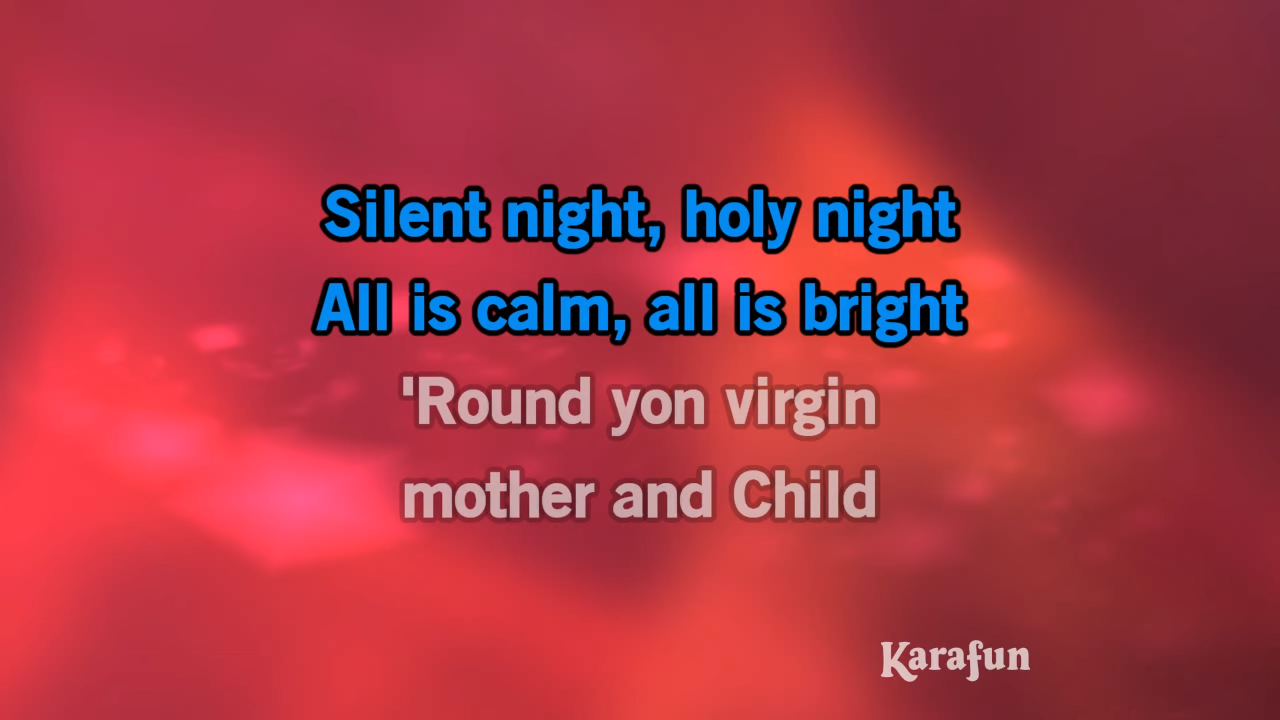 Silent night, holy night
All is calm, all is bright
'Round yon virgin
mother and Child
Karafun